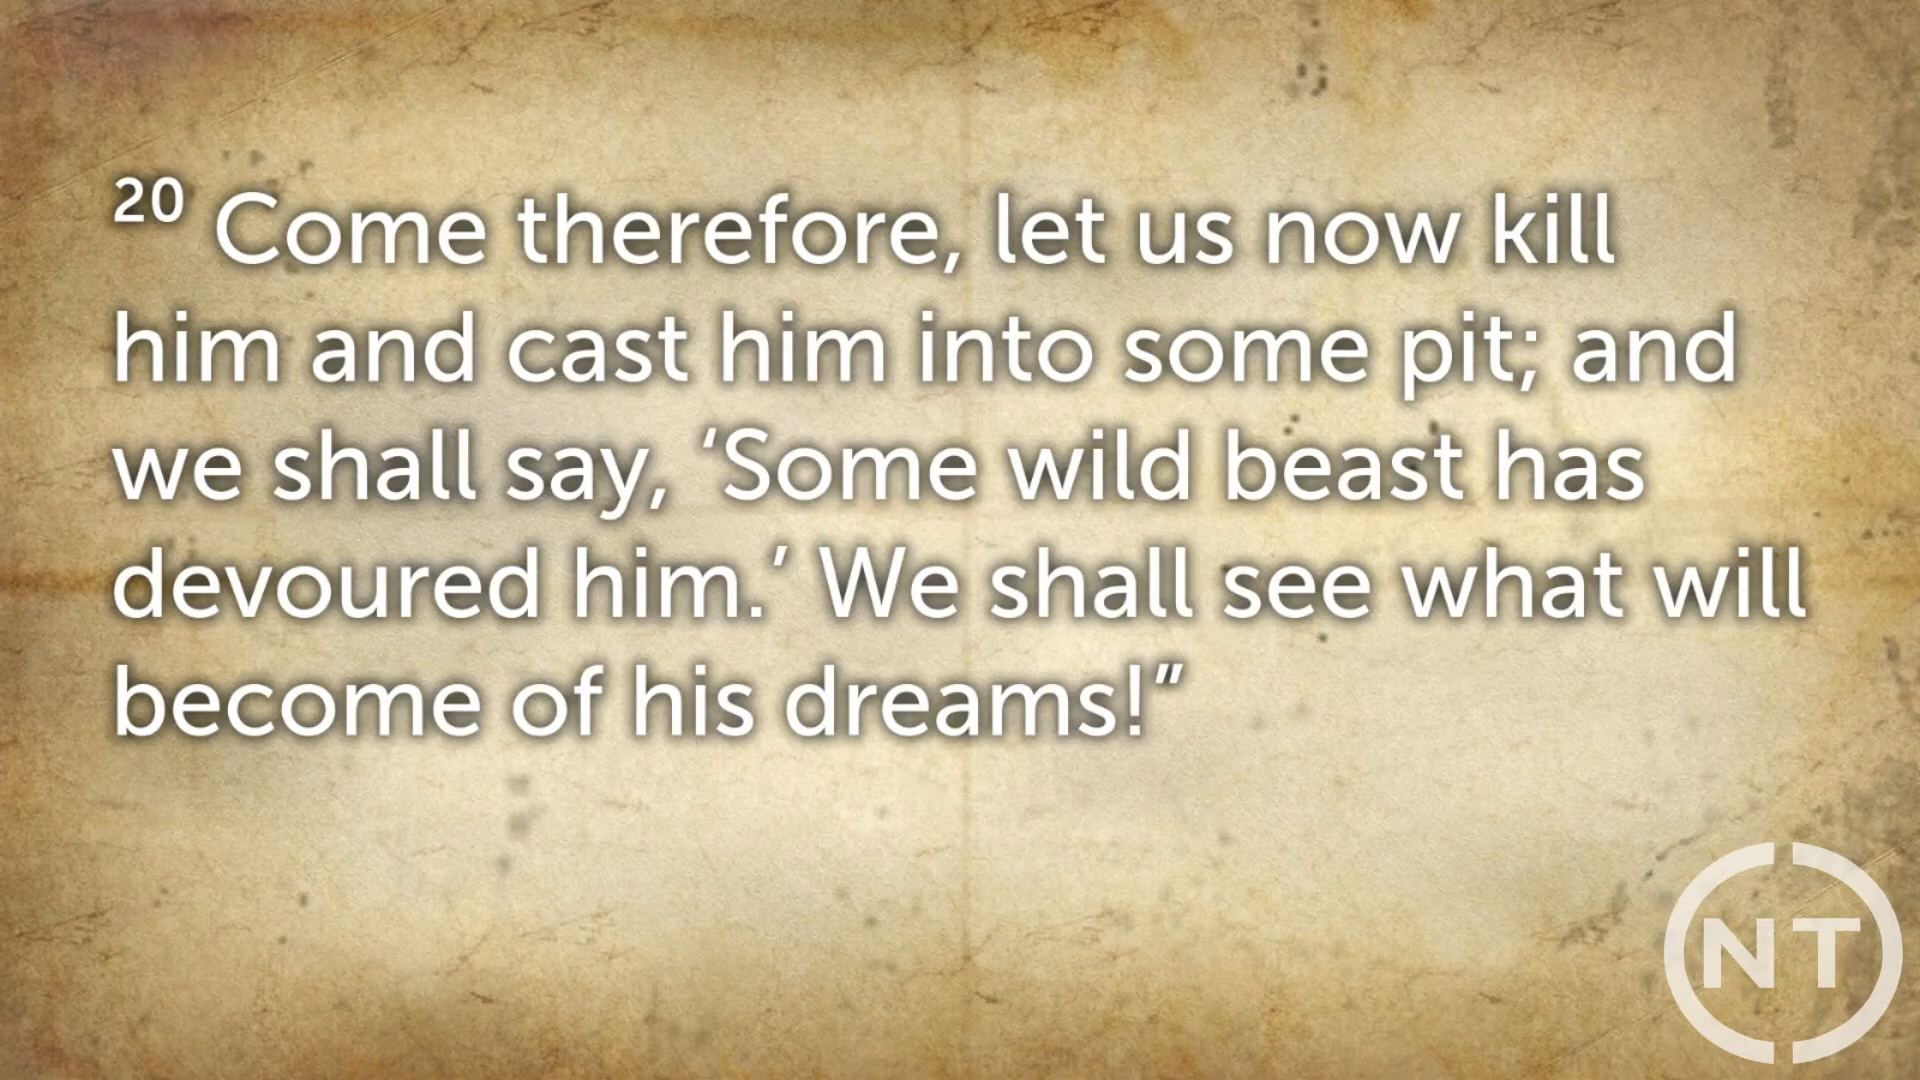 20 Come therefore, let us now kill
him and cast him into some pit; and
we shall say, ‘Some wild beast has
devoured him.’ We shall see what will
become of his dreams!”
NT